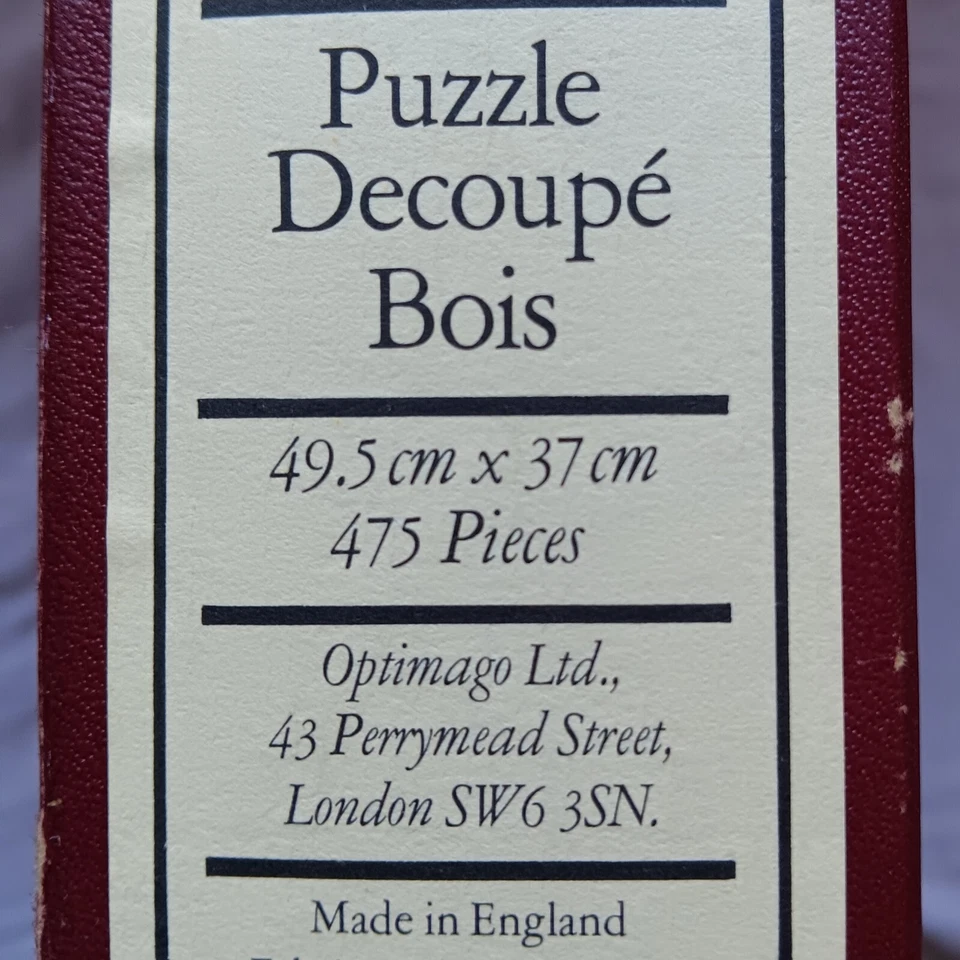 Puzzle
Decoupé
Bois
49.5 cm x 37 cm
475 Pieces
Optimago Ltd.,
43 Perrymead Street,
London SW6 3SN.
Made in England